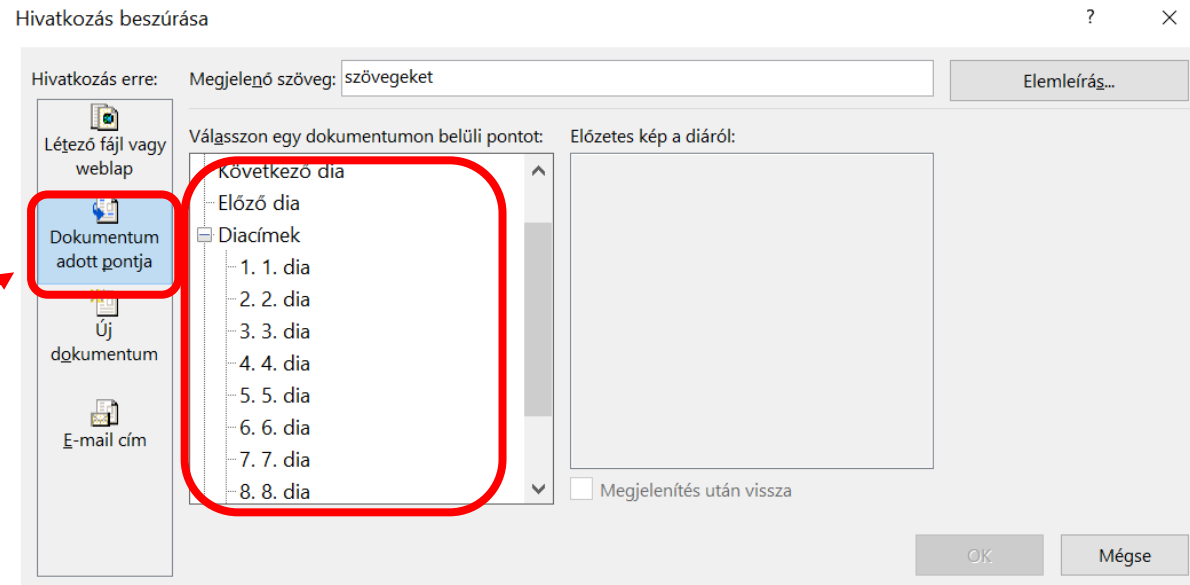 Hivatkozás beszúrása
?
Hivatkozás erre:
Megjelenő szöveg: szövegeket
Elemleírás...
Létező fájl vagy
weblap
Dokumentum
adott pontja
Új
dokumentum
E-mail cím
Válasszon egy dokumentumon belüli pontot:
Következő dia
Előző dia
Diacímek
1. 1. dia
2. 2. dia
3. 3. dia
4. 4. dia
5. 5. dia
6. 6. dia
7. 7. dia
8. 8. dia
Előzetes kép a diáról:
Megjelenítés után vissza
OK
Mégse